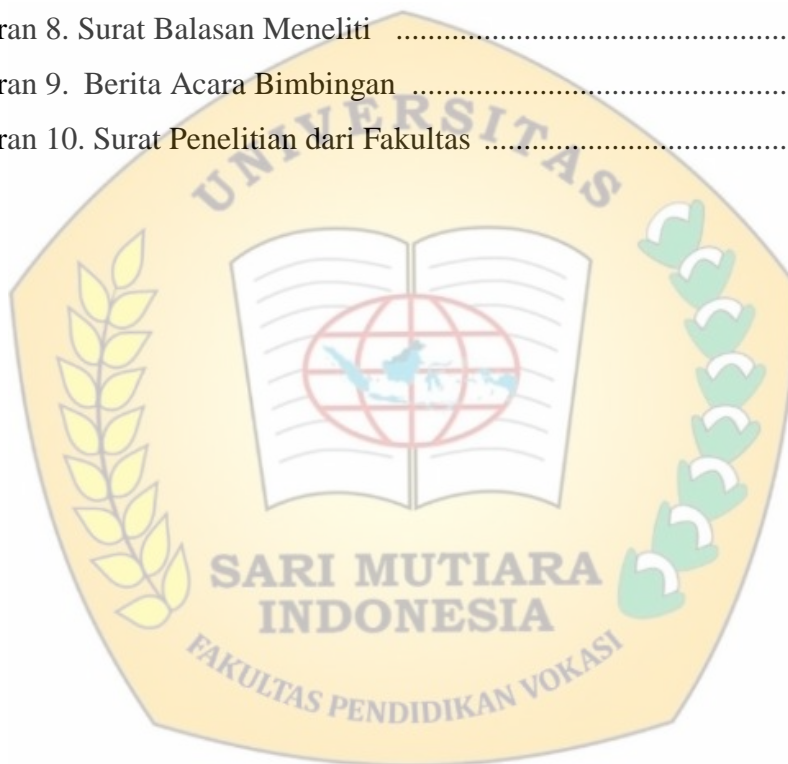 ran 8. Surat Balasan Meneliti ................................................
ran 9. Berita Acara Bimbingan ..............................................
ran 10. Surat Penelitian dari Fakultas .....................................
UNIVERSITAS
SARI MUTIARA
INDONESIA
FAKULTAS PENDIDIKAN VOKASI